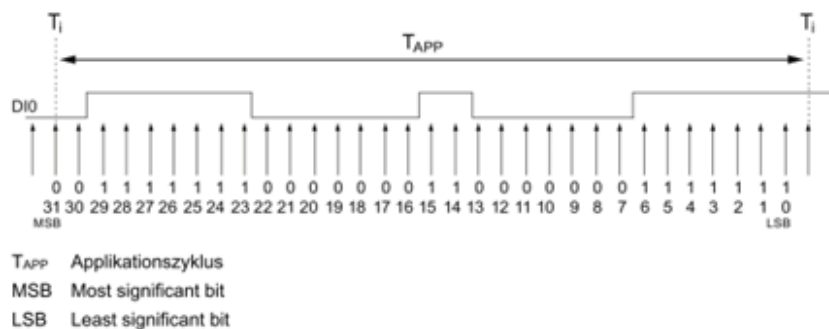 Ti Ti
TAPP
DI0
0 0 1 1 1 1 1 1 1 0 0 0 0 0 0 0 1 1 0 0 0 0 0 0 0 1 1 1 1 1 1 1
31 30 29 28 27 26 25 24 23 22 21 20 19 18 17 16 15 14 13 12 11 10 9 8 7 6 5 4 3 2 1 0
MSB LSB
TAPP Applikationszyklus
MSB Most significant bit
LSB Least significant bit